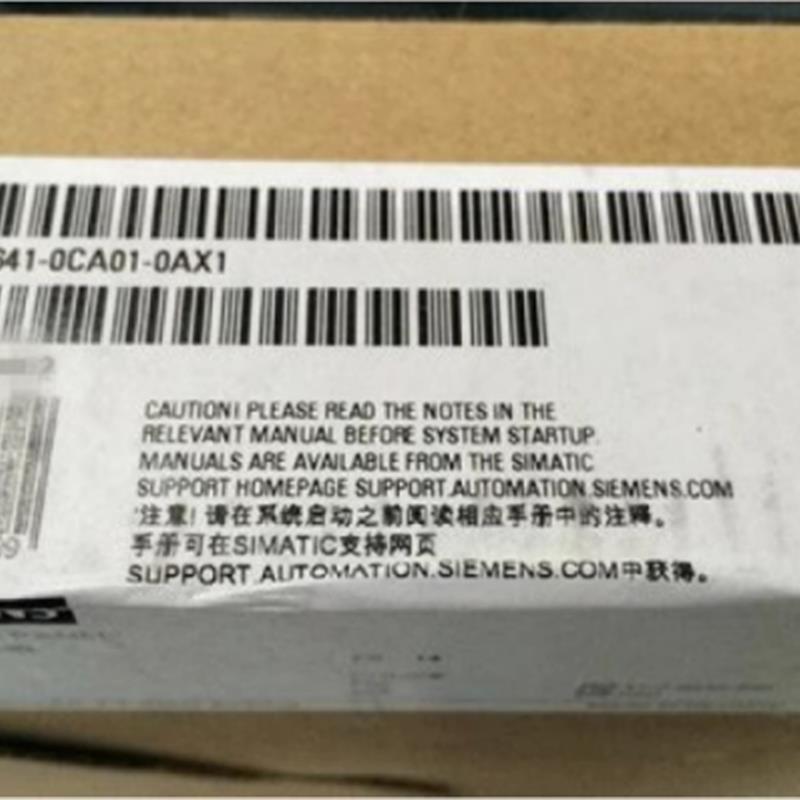 641-0CA01-0AX1
CAUTION! PLEASE READ THE NOTES IN THE
RELEVANT MANUAL BEFORE SYSTEM STARTUP.
MANUALS ARE AVAILABLE FROM THE SIMATIC
SUPPORT HOMEPAGE SUPPORT.AUTOMATION.SIEMENS.COM
注意! 请在系统启动之前阅读相应手册中的注释。
手册可在SIMATIC支持网页
SUPPORT.AUTOMATION.SIEMENS.COM中获得。